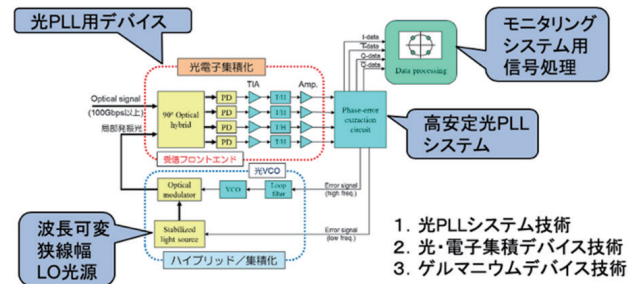 光PLL用デバイス
光電子集積化
TIA
Amp.
Optical signal
(100Gbps以上)
局部発振光
90° Optical
hybrid
PD
T/H
PD
T/H
PD
T/H
PD
T/H
受信フロントエンド
Phase-error
extraction
circuit
I-data
Q-data
Data processing
モニタリング
システム用
信号処理
高安定光PLL
システム
光VCO
Optical
modulator
VCO
Loop
filter
Error signal
(high freq.)
Stabilized
light source
Error signal
(low freq.)
ハイブリッド/集積化
波長可変
狭線幅
LO光源
1. 光PLLシステム技術
2. 光・電子集積デバイス技術
3. ゲルマニウムデバイス技術